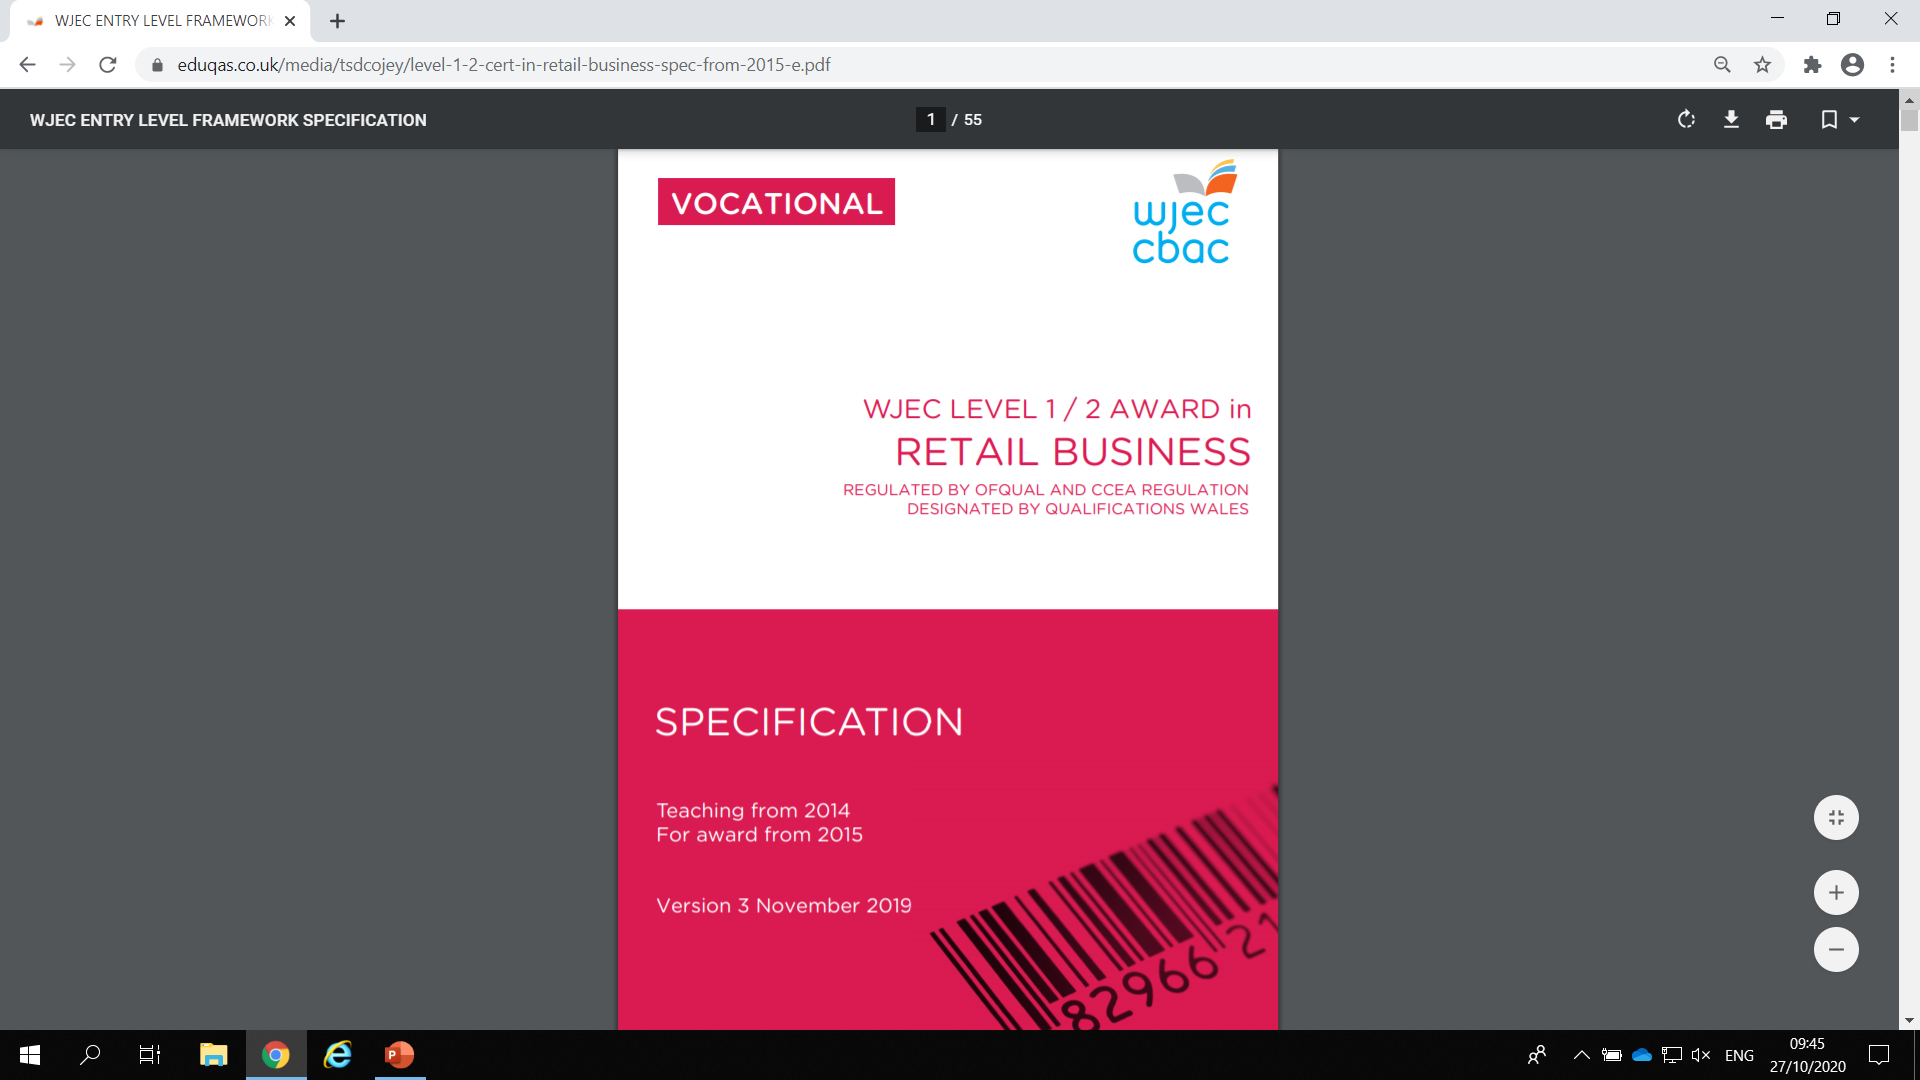 WJEC ENTRY LEVEL FRAMEWORK
eduqas.co.uk/media/tsdcojey/level-1-2-cert-in-retail-business-spec-from-2015-e.pdf
WJEC ENTRY LEVEL FRAMEWORK SPECIFICATION
1 / 55
VOCATIONAL
wjec
cbac
WJEC LEVEL 1 / 2 AWARD in
RETAIL BUSINESS
REGULATED BY OFQUAL AND CCEA REGULATION
DESIGNATED BY QUALIFICATIONS WALES
SPECIFICATION
Teaching from 2014
For award from 2015
Version 3 November 2019
82966 21
ENG
09:45
27/10/2020